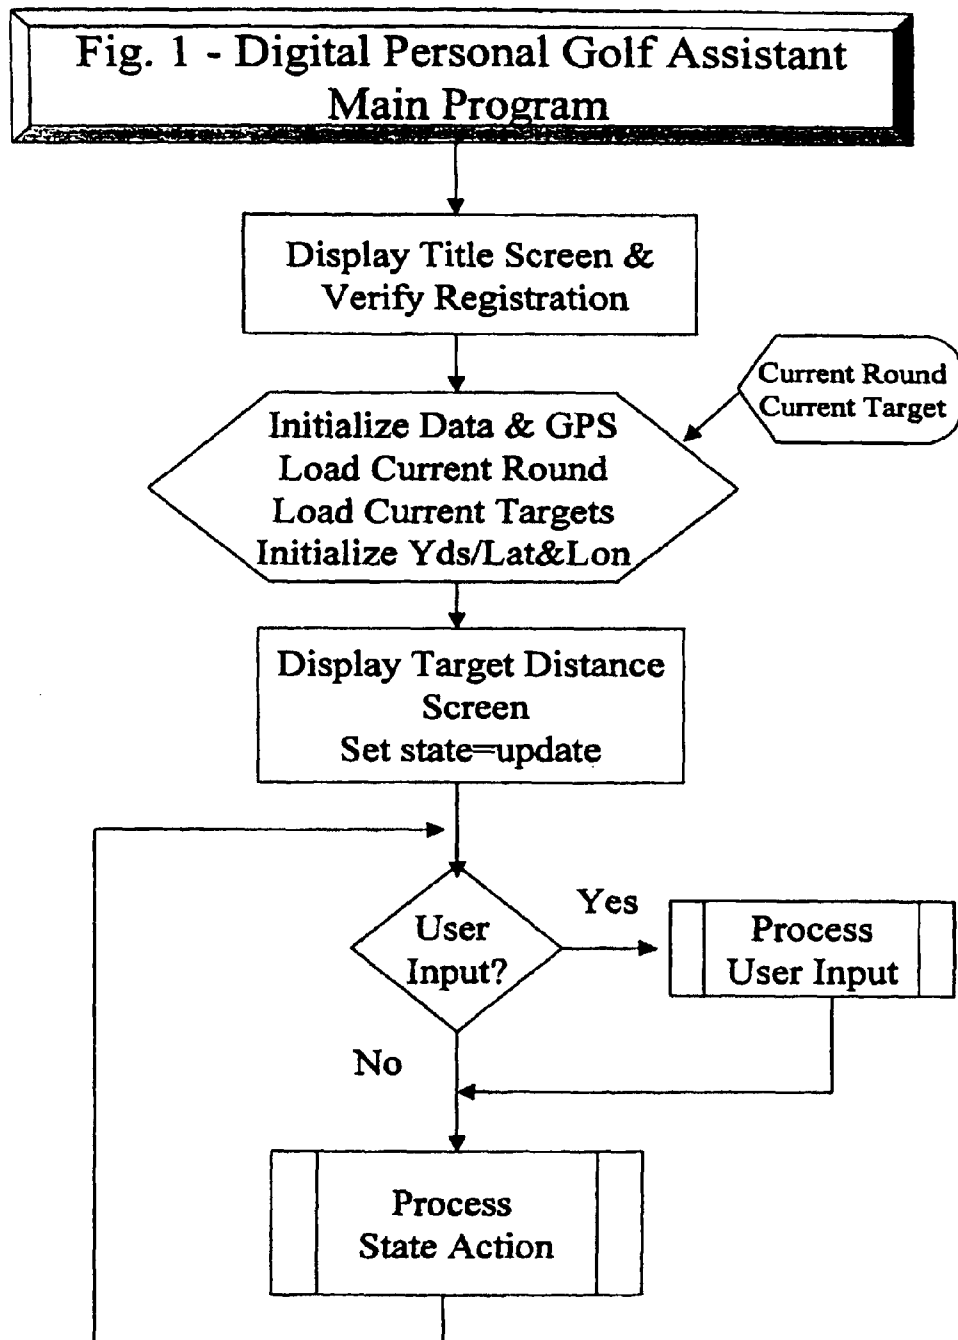 Fig. 1 - Digital Personal Golf Assistant
Main Program
Display Title Screen &
Verify Registration
Current Round
Current Target
Initialize Data & GPS
Load Current Round
Load Current Targets
Initialize Yds/Lat&Lon
Display Target Distance
Screen
Set state=update
User
Input?
Yes
Process
User Input
No
Process
State Action